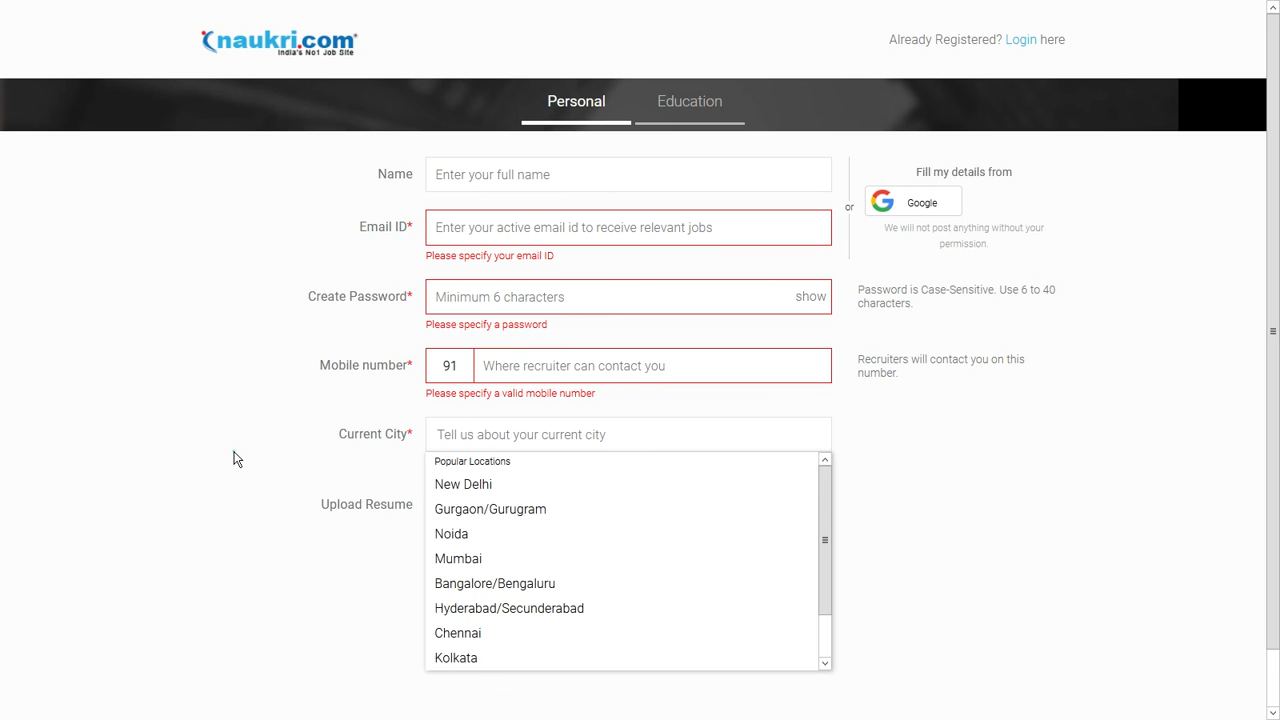 naukri.com
India's No1 Job Site
Already Registered? Login here
Personal
Education
Name
Enter your full name
Fill my details from
or
Google
We will not post anything without your
permission.
Email ID*
Enter your active email id to receive relevant jobs
Please specify your email ID
Create Password*
Minimum 6 characters
show
Password is Case-Sensitive. Use 6 to 40
characters.
Please specify a password
Mobile number*
91
Where recruiter can contact you
Recruiters will contact you on this
number.
Please specify a valid mobile number
Current City*
Tell us about your current city
Popular Locations
New Delhi
Upload Resume
Gurgaon/Gurugram
Noida
Mumbai
Bangalore/Bengaluru
Hyderabad/Secunderabad
Chennai
Kolkata